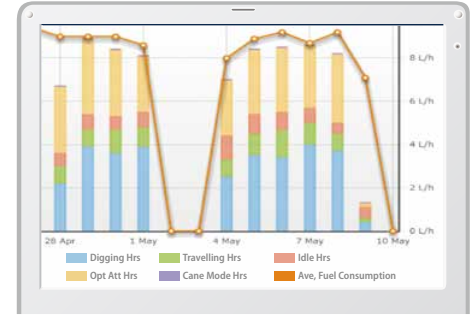 8 L/h
6 L/h
4 L/h
2 L/h
0 L/h
28 Apr 1 May 4 May 7 May 10 May
Digging Hrs Travelling Hrs Idle Hrs
Opt Att Hrs Cane Mode Hrs Ave, Fuel Consumption